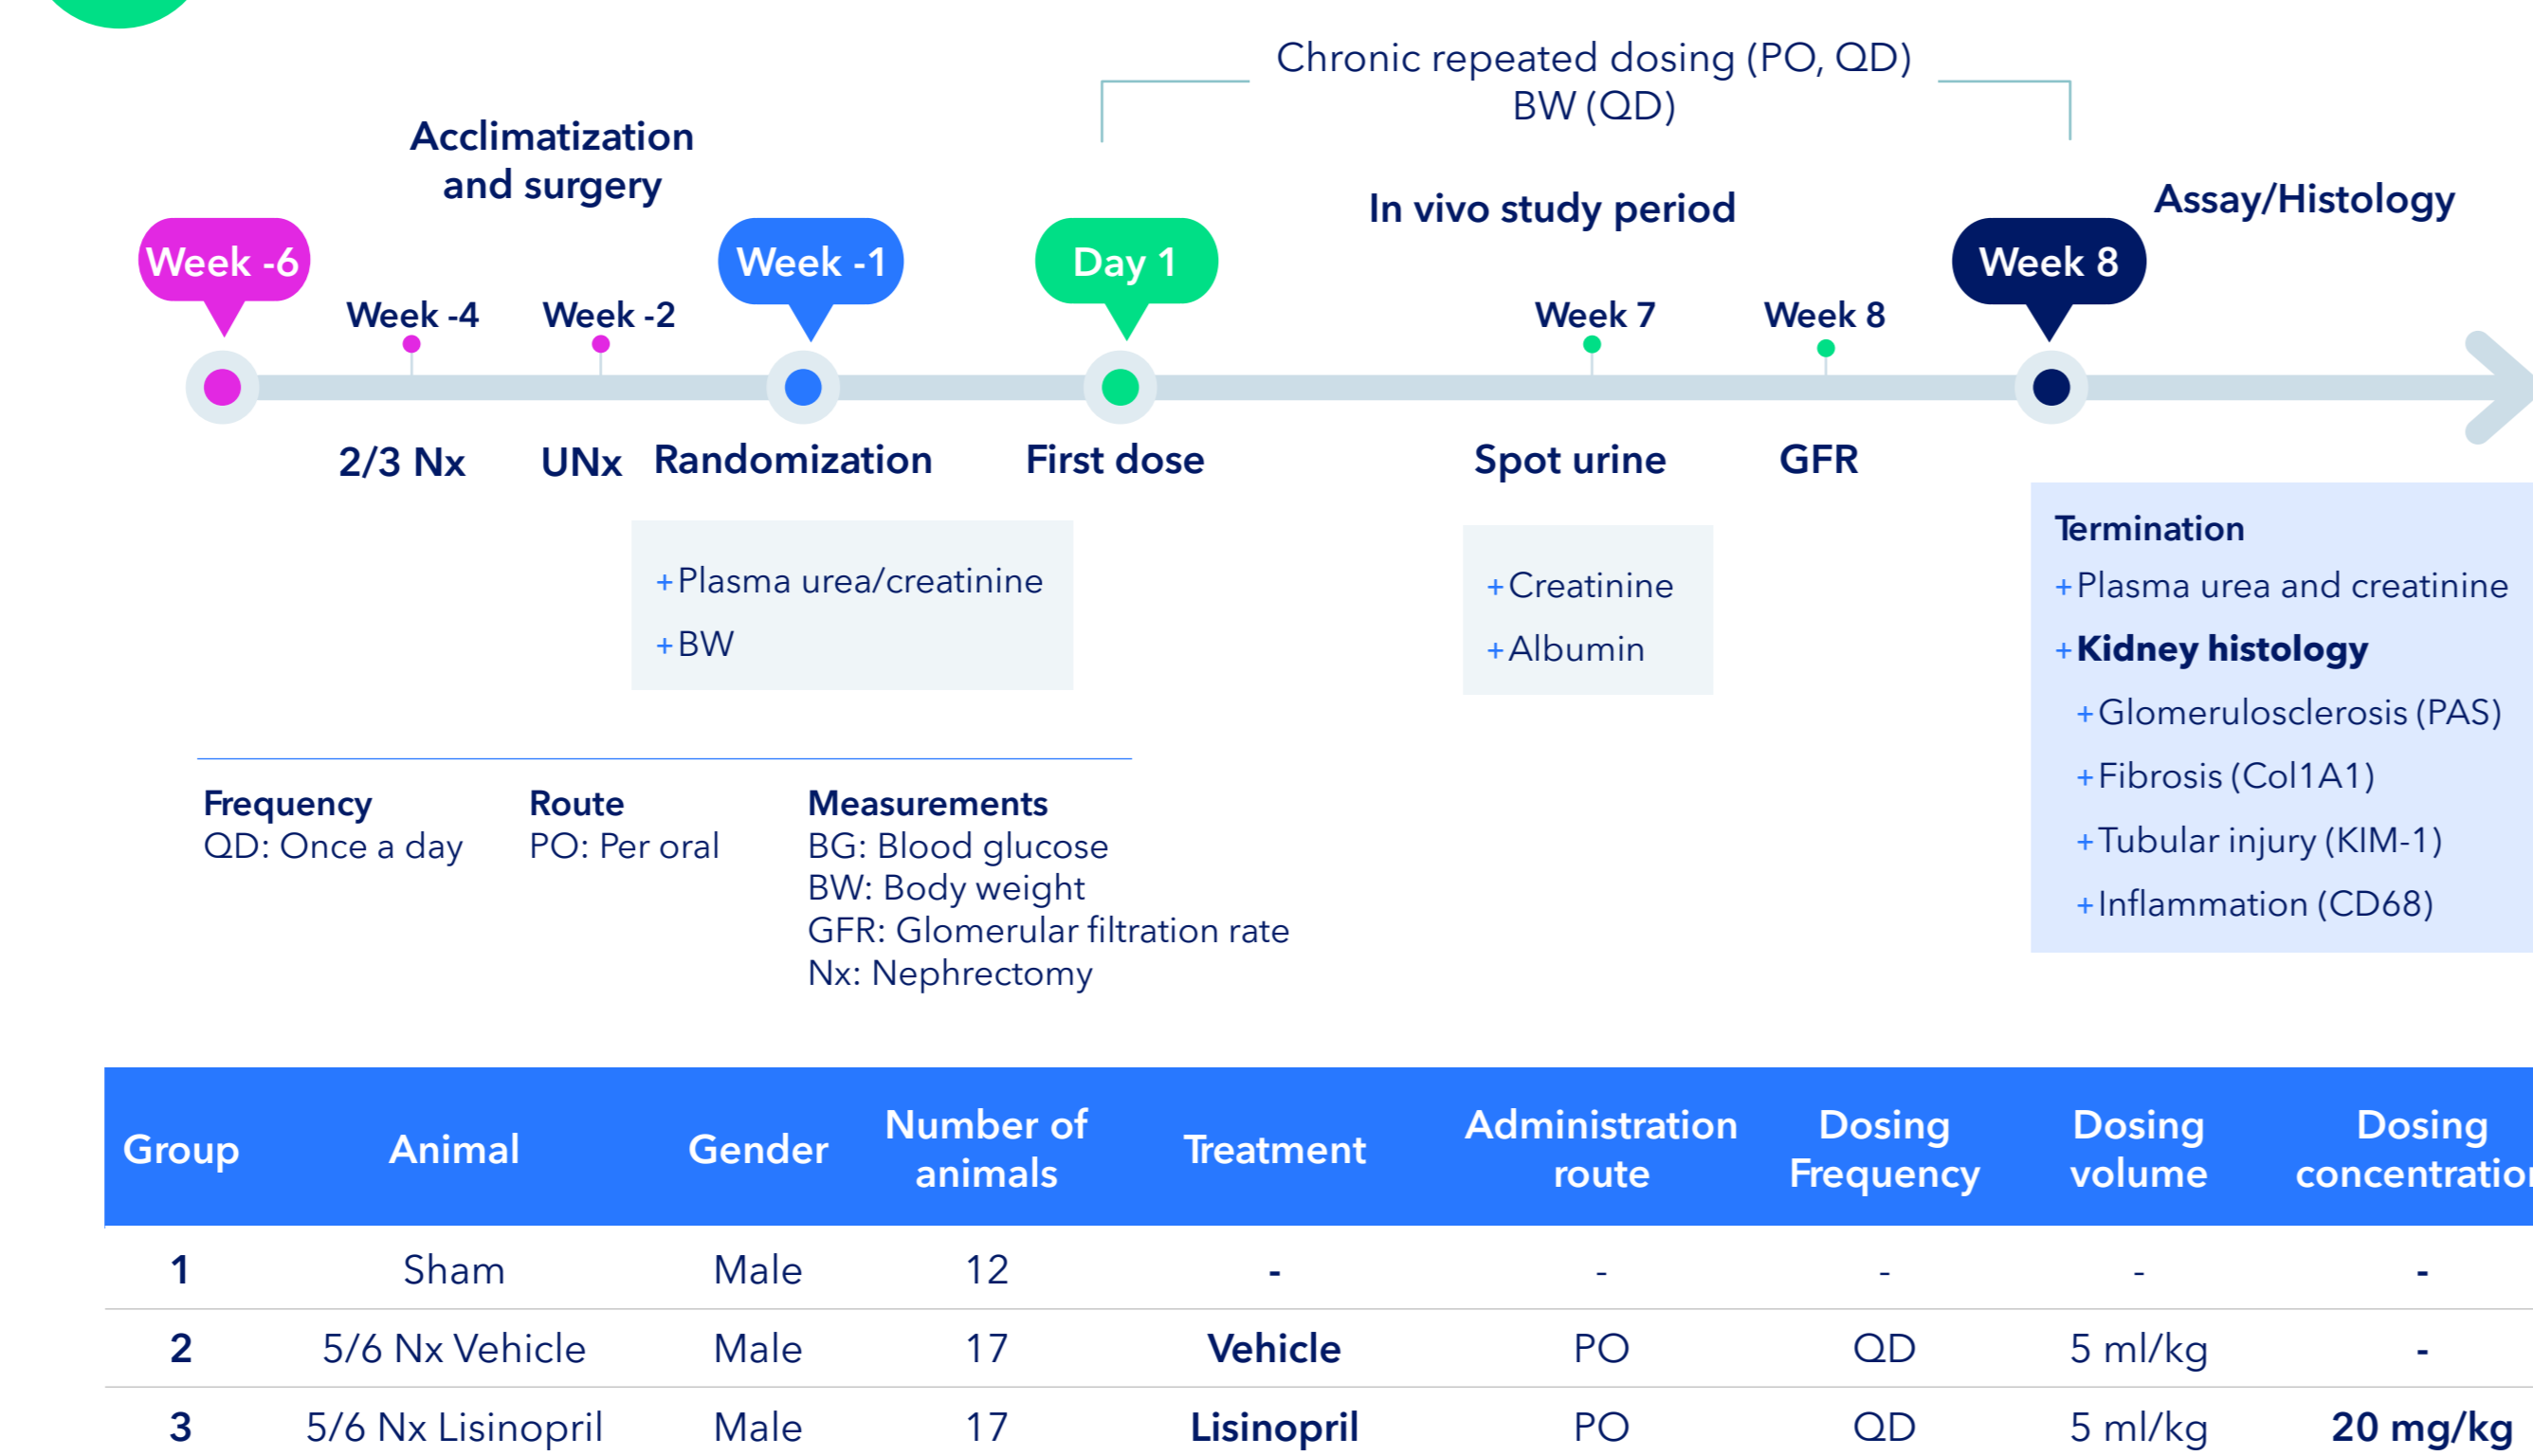 Chronic repeated dosing (PO, QD)
BW (QD)
Acclimatization
and surgery
In vivo study period
Assay/Histology
Week -6
Week -4
Week -2
Week -1
Day 1
Week 7
Week 8
Week 8
2/3 Nx
UNx
Randomization
First dose
Spot urine
GFR
+Plasma urea/creatinine
+BW
+Creatinine
+Albumin
Termination
+Plasma urea and creatinine
+Kidney histology
+Glomerulosclerosis (PAS)
+Fibrosis (Col1A1)
+Tubular injury (KIM-1)
+Inflammation (CD68)
Frequency
QD: Once a day
Route
PO: Per oral
Measurements
BG: Blood glucose
BW: Body weight
GFR: Glomerular filtration rate
Nx: Nephrectomy
Group Animal Gender Number of animals Treatment Administration route Dosing Frequency Dosing volume Dosing concentration
1 Sham Male 12 - - - - -
2 5/6 Nx Vehicle Male 17 Vehicle PO QD 5 ml/kg -
3 5/6 Nx Lisinopril Male 17 Lisinopril PO QD 5 ml/kg 20 mg/kg